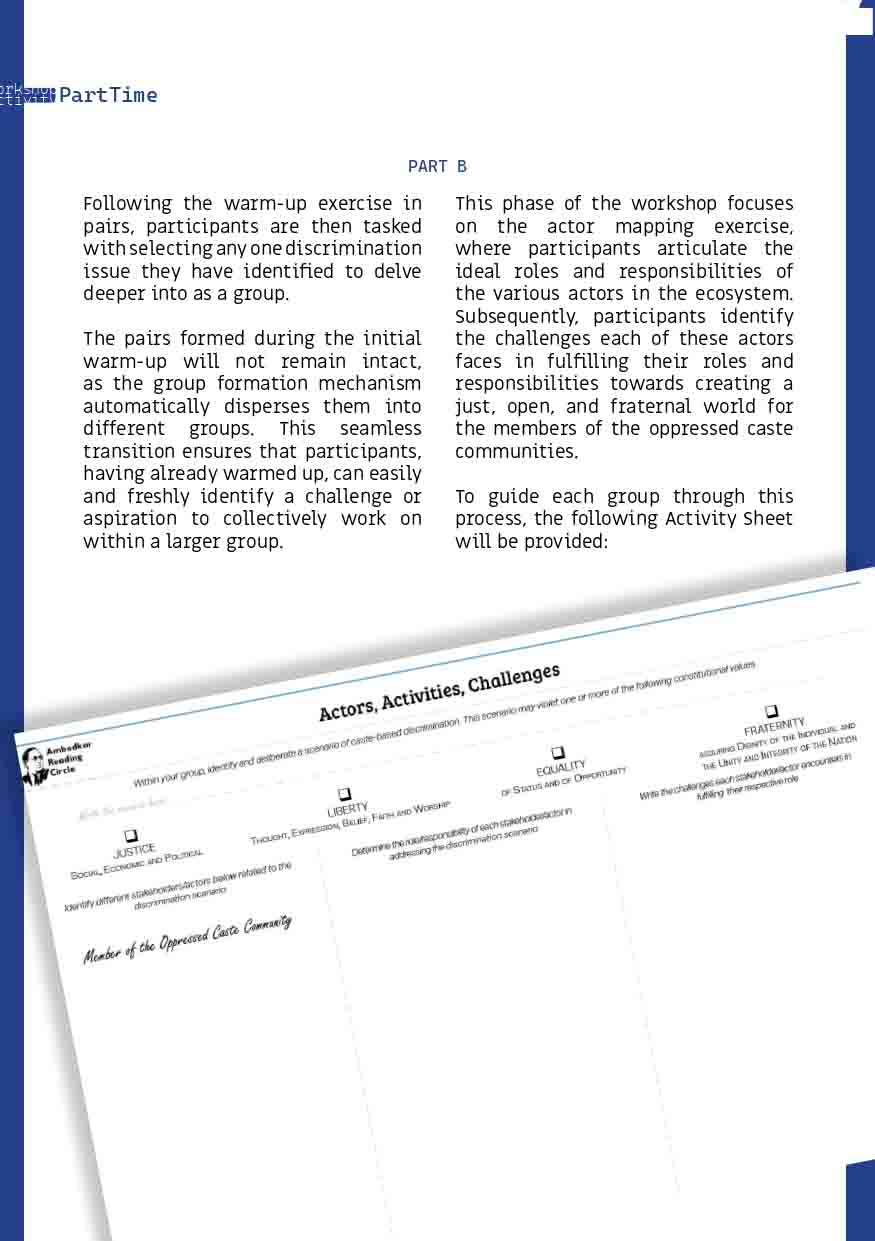 PartTime
PART B
Following the warm-up exercise in
pairs, participants are then tasked
with selecting any one discrimination
issue they have identified to delve
deeper into as a group.
The pairs formed during the initial
warm-up will not remain intact,
as the group formation mechanism
automatically disperses them into
different groups. This seamless
transition ensures that participants,
having already warmed up, can easily
and freshly identify a challenge or
aspiration to collectively work on
within a larger group.
This phase of the workshop focuses
on the actor mapping exercise,
where participants articulate the
ideal roles and responsibilities of
the various actors in the ecosystem.
Subsequently, participants identify
the challenges each of these actors
faces in fulfilling their roles and
responsibilities towards creating a
just, open, and fraternal world for
the members of the oppressed caste
communities.
To guide each group through this
process, the following Activity Sheet
will be provided:
Ambedkar
Reading
Circle
Actors, Activities, Challenges
Within your group, identify and deliberate a scenario of caste-based discrimination. This scenario may violet one or more of the following constitutional values
JUSTICE
SOCIAL, ECONOMIC AND POLITICAL
LIBERTY
THOUGHT, EXPRESSION, BELIEF, FAITH AND WORSHIP
EQUALITY
OF STATUS AND OF OPPORTUNITY
FRATERNITY
ASSURING DIGNITY OF THE INDIVIDUAL AND
THE UNITY AND INTEGRITY OF THE NATION
Identify different stakeholders/actors below related to the
discrimination scenario
Determine the role/responsibility of each stakeholder/actor in
addressing the discrimination scenario
Write the challenges each stakeholder/actor encounters in
fulfilling their respective role
Member of the Oppressed Caste Community